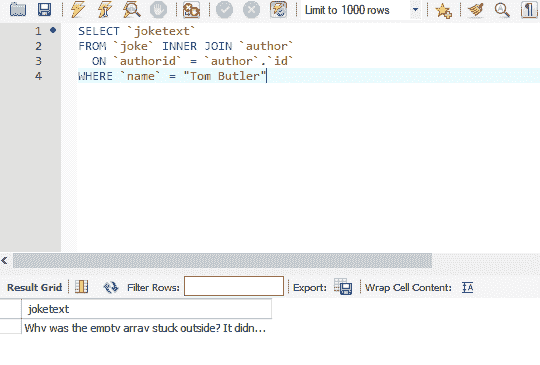 Limit to 1000 rows
1 SELECT `joketext`
2 FROM `joke` INNER JOIN `author`
3 ON `authorid` = `author`.`id`
4 WHERE `name` = "Tom Butler"
Result Grid Filter Rows: Export: Wrap Cell Content:
joketext
Why was the empty array stuck outside? It didn...